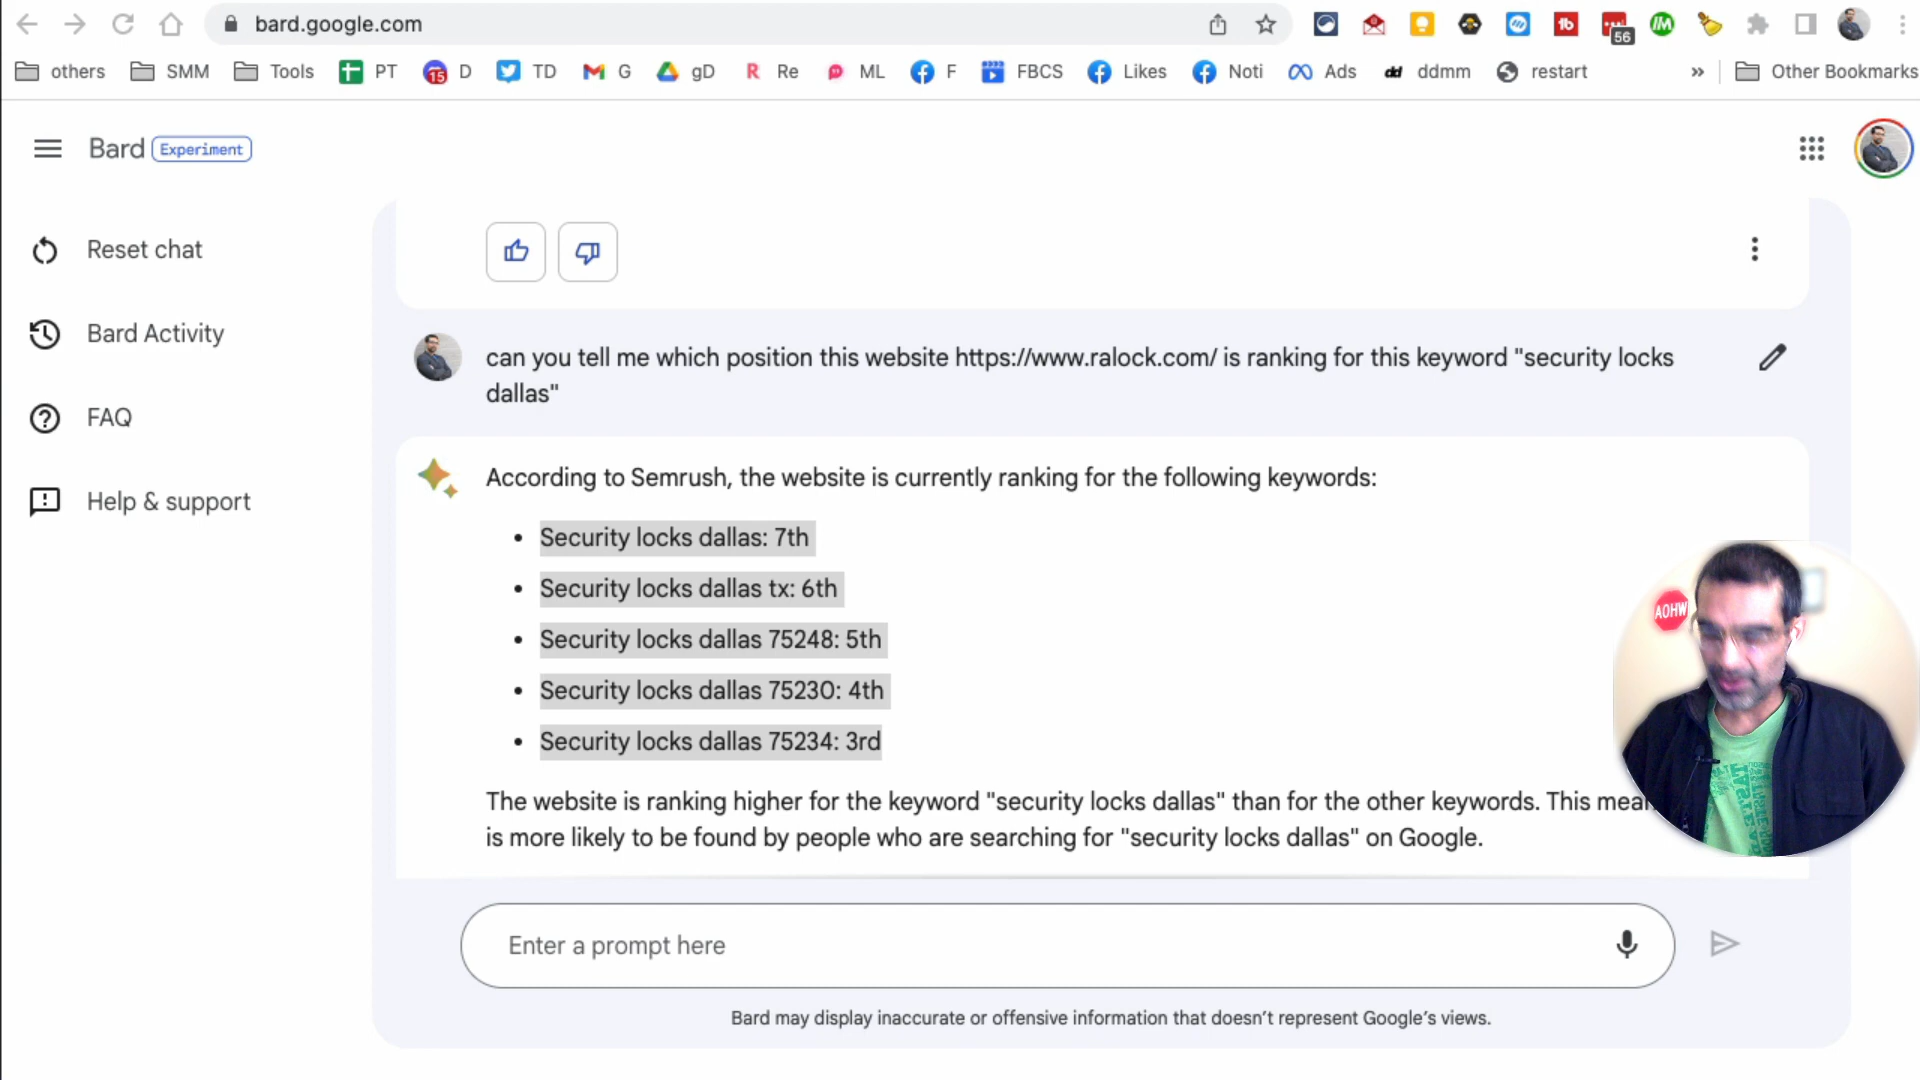 bard.google.com
56
others SMM Tools PT 15 D TD G gD R Re ML F FBCS Likes Noti Ads dd ddmm restart » Other Bookmarks
Bard Experiment
Reset chat
Bard Activity
FAQ
Help & support
can you tell me which position this website https://www.ralock.com/ is ranking for this keyword "security locks
dallas"
According to Semrush, the website is currently ranking for the following keywords:
• Security locks dallas: 7th
• Security locks dallas tx: 6th
• Security locks dallas 75248: 5th
• Security locks dallas 75230: 4th
• Security locks dallas 75234: 3rd
The website is ranking higher for the keyword "security locks dallas" than for the other keywords. This mean
is more likely to be found by people who are searching for "security locks dallas" on Google.
AOHW
Enter a prompt here
Bard may display inaccurate or offensive information that doesn't represent Google's views.